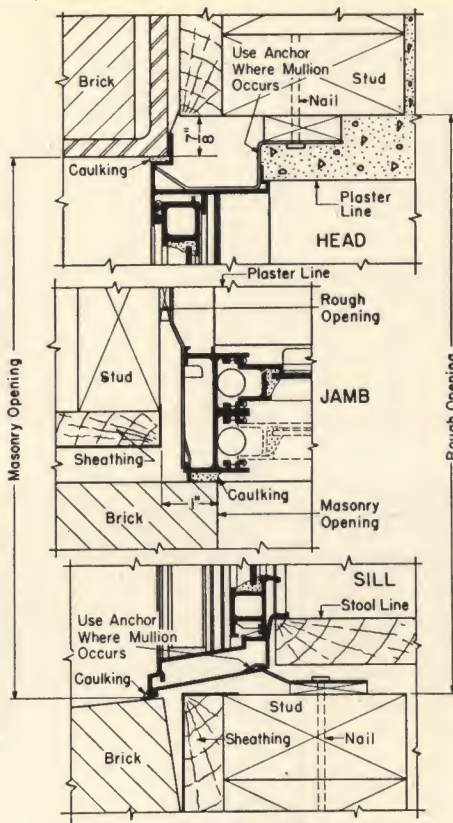 Use Anchor
Where Mullion
Occurs
Stud
Brick
Nail
7"
8
Caulking
Plaster
Line
HEAD
Plaster Line
Rough
Opening
Stud
JAMB
Masonry Opening
Rough Opening
Sheathing
Caulking
1"
Brick
Masonry
Opening
SILL
Stool Line
Use Anchor
Where Mullion
Occurs
Caulking
Stud
Sheathing
Nail
Brick